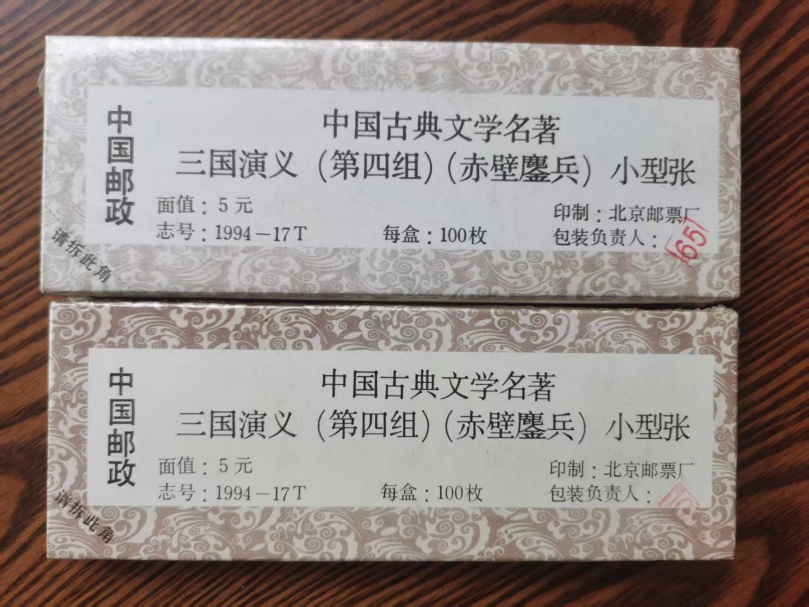 中国邮政
中国古典文学名著
三国演义（第四组）（赤壁鏖兵）小型张
面值：5元
印制：北京邮票厂
志号：1994－17T
每盒：100枚
包装负责人：
165
请拆此角
中国邮政
中国古典文学名著
三国演义（第四组）（赤壁鏖兵）小型张
面值：5元
印制：北京邮票厂
志号：1994－17T
每盒：100枚
包装负责人：
请拆此角